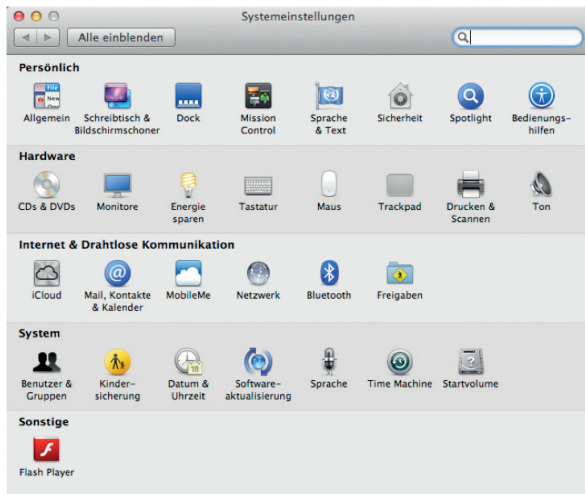 Systemeinstellungen
Alle einblenden
Persönlich
Allgemein
Schreibtisch &
Bildschirmschoner
Dock
Mission
Control
Sprache
& Text
Sicherheit
Spotlight
Bedienungs-
hilfen
Hardware
CDs & DVDs
Monitore
Energie
sparen
Tastatur
Maus
Trackpad
Drucken &
Scannen
Ton
Internet & Drahtlose Kommunikation
iCloud
Mail, Kontakte
& Kalender
MobileMe
Netzwerk
Bluetooth
Freigaben
System
Benutzer &
Gruppen
Kinder-
sicherung
Datum &
Uhrzeit
Software-
aktualisierung
Sprache
Time Machine
Startvolume
Sonstige
Flash Player